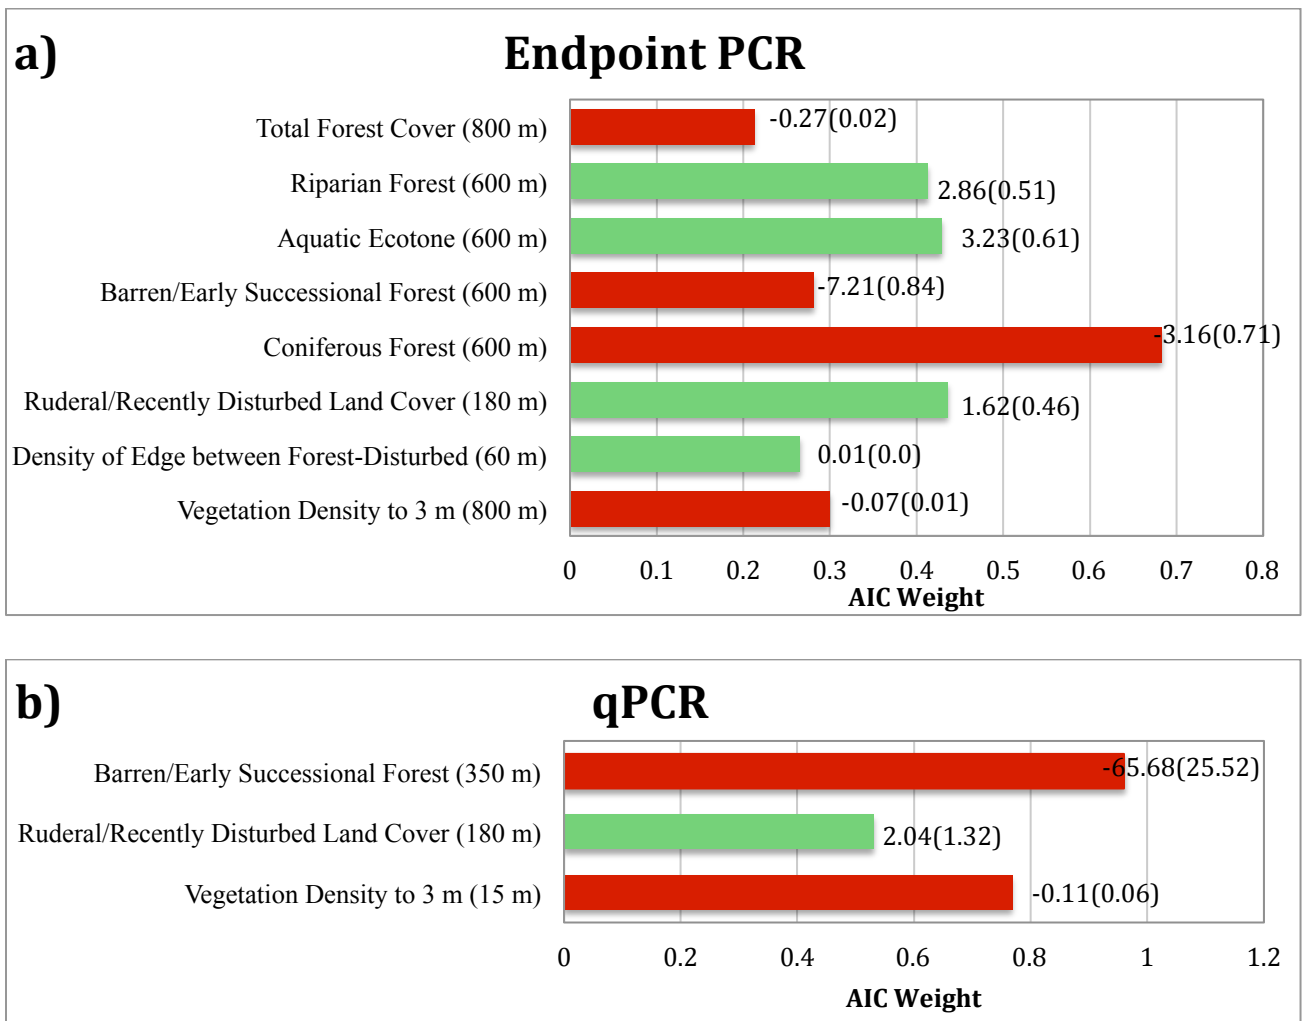 a)
Endpoint PCR
Total Forest Cover (800 m)
-0.27(0.02)
Riparian Forest (600 m)
2.86(0.51)
Aquatic Ecotone (600 m)
3.23(0.61)
Barren/Early Successional Forest (600 m)
-7.21(0.84)
Coniferous Forest (600 m)
-3.16(0.71)
Ruderal/Recently Disturbed Land Cover (180 m)
1.62(0.46)
Density of Edge between Forest-Disturbed (60 m)
0.01(0.0)
Vegetation Density to 3 m (800 m)
-0.07(0.01)
0 0.1 0.2 0.3 0.4 0.5 0.6 0.7 0.8
AIC Weight
b)
qPCR
Barren/Early Successional Forest (350 m)
-65.68(25.52)
Ruderal/Recently Disturbed Land Cover (180 m)
2.04(1.32)
Vegetation Density to 3 m (15 m)
-0.11(0.06)
0 0.2 0.4 0.6 0.8 1 1.2
AIC Weight